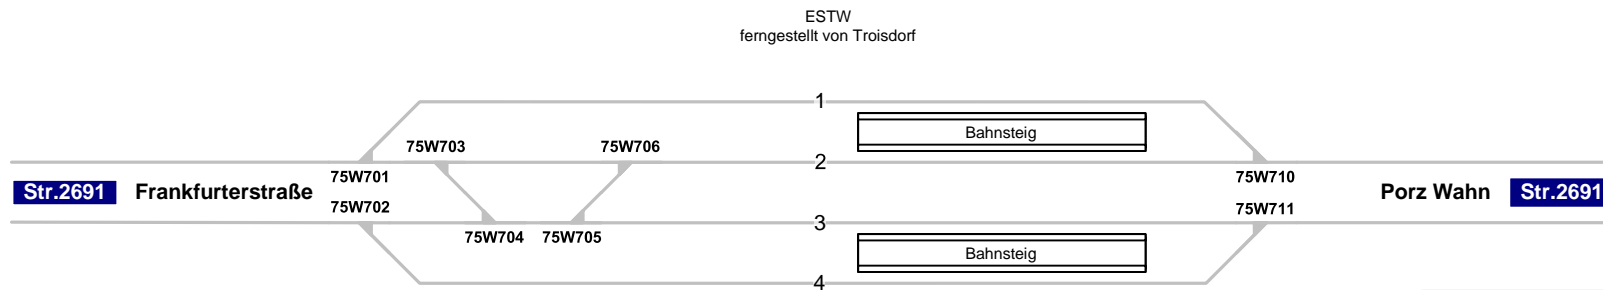 ESTW
ferngestellt von Troisdorf
1
Bahnsteig
75W703
75W706
2
75W701
75W710
Str.2691 Frankfurterstraße
Porz Wahn Str.2691
75W702
75W711
3
75W704
75W705
Bahnsteig
4